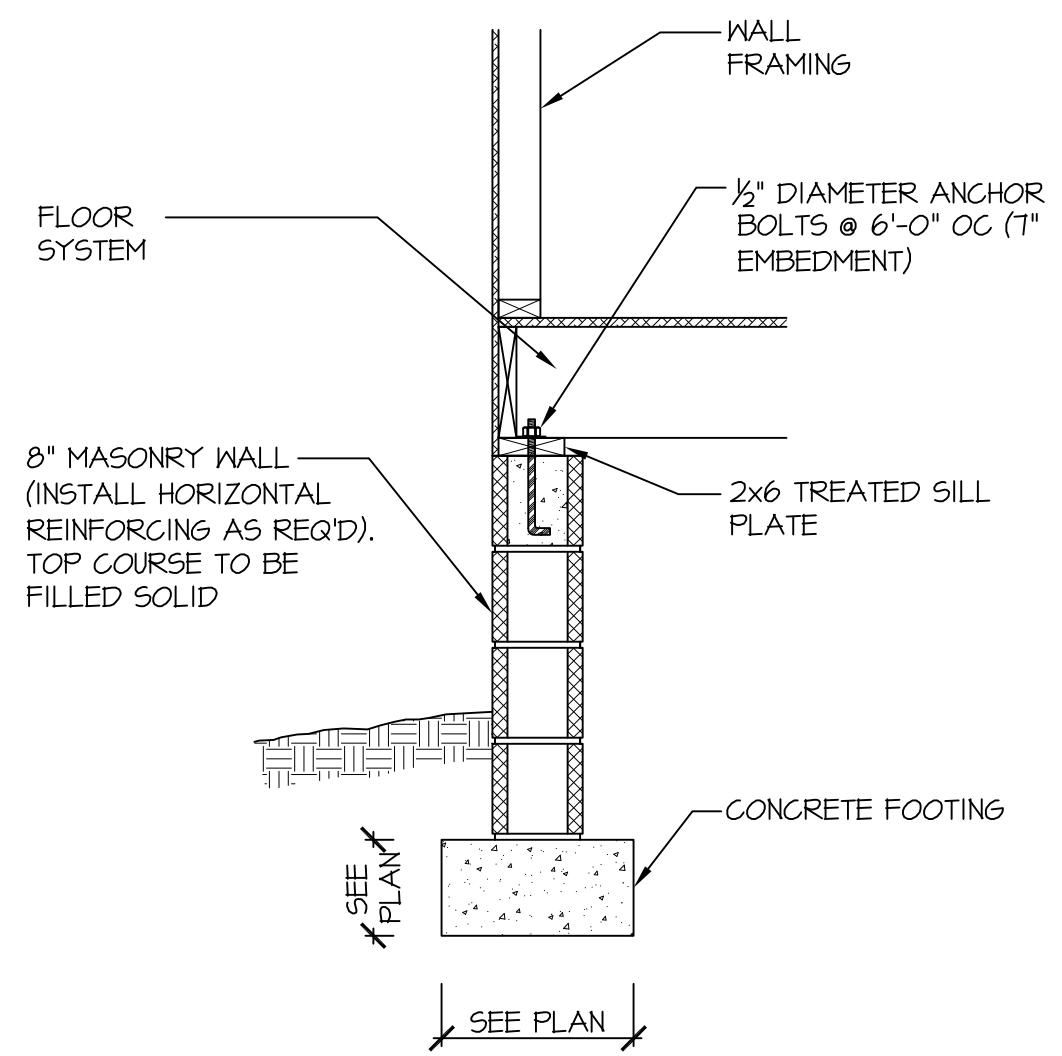 WALL
FRAMING
½" DIAMETER ANCHOR
BOLTS @ 6'-0" OC (7"
EMBEDMENT)
FLOOR
SYSTEM
8" MASONRY WALL
(INSTALL HORIZONTAL
REINFORCING AS REQ'D).
TOP COURSE TO BE
FILLED SOLID
2x6 TREATED SILL
PLATE
CONCRETE FOOTING
SEE
PLAN
SEE PLAN